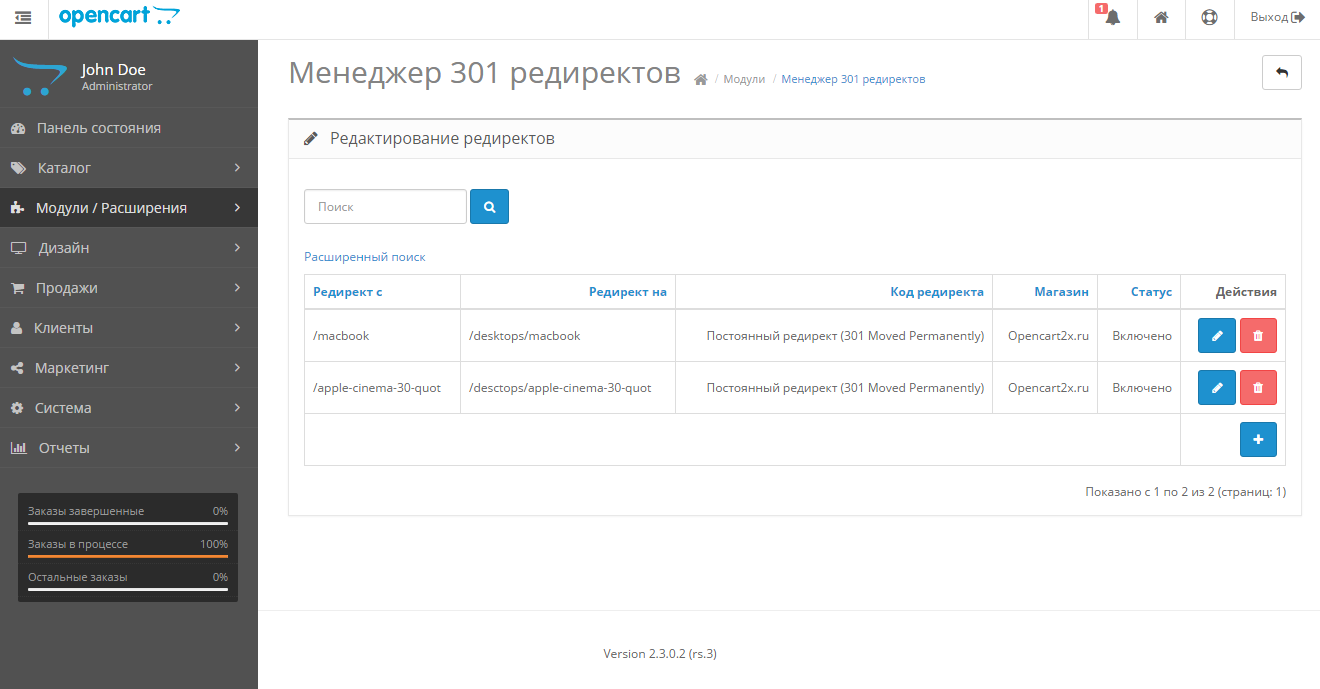 opencart
1
Выход
John Doe
Administrator
Панель состояния
Каталог
Модули / Расширения
Дизайн
Продажи
Клиенты
Маркетинг
Система
Отчеты
Заказы завершенные 0%
Заказы в процессе 100%
Остальные заказы 0%
Менеджер 301 редиректов
/ Модули / Менеджер 301 редиректов
Редактирование редиректов
Поиск
Расширенный поиск
Редирект с Редирект на Код редиректа Магазин Статус Действия
/macbook /desktops/macbook Постоянный редирект (301 Moved Permanently) Opencart2x.ru Включено
/apple-cinema-30-quot /desctops/apple-cinema-30-quot Постоянный редирект (301 Moved Permanently) Opencart2x.ru Включено
Показано с 1 по 2 из 2 (страниц: 1)
Version 2.3.0.2 (rs.3)